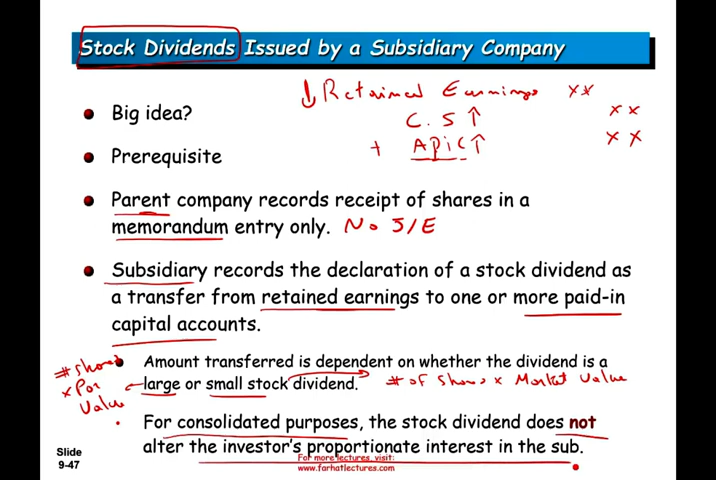 Stock Dividends Issued by a Subsidiary Company
↓ Retained Earnings xx
C.S ↑ xx
+ APiC ↑ xx
Big idea?
Prerequisite
Parent company records receipt of shares in a
memorandum entry only. No J/E
Subsidiary records the declaration of a stock dividend as
a transfer from retained earnings to one or more paid-in
capital accounts.
Amount transferred is dependent on whether the dividend is a
large or small stock dividend. # of Shares x Market Value
# Shares
x Par
Value
For consolidated purposes, the stock dividend does not
alter the investor's proportionate interest in the sub.
Slide
9-47
For more lectures, visit:
www.farhatlectures.com